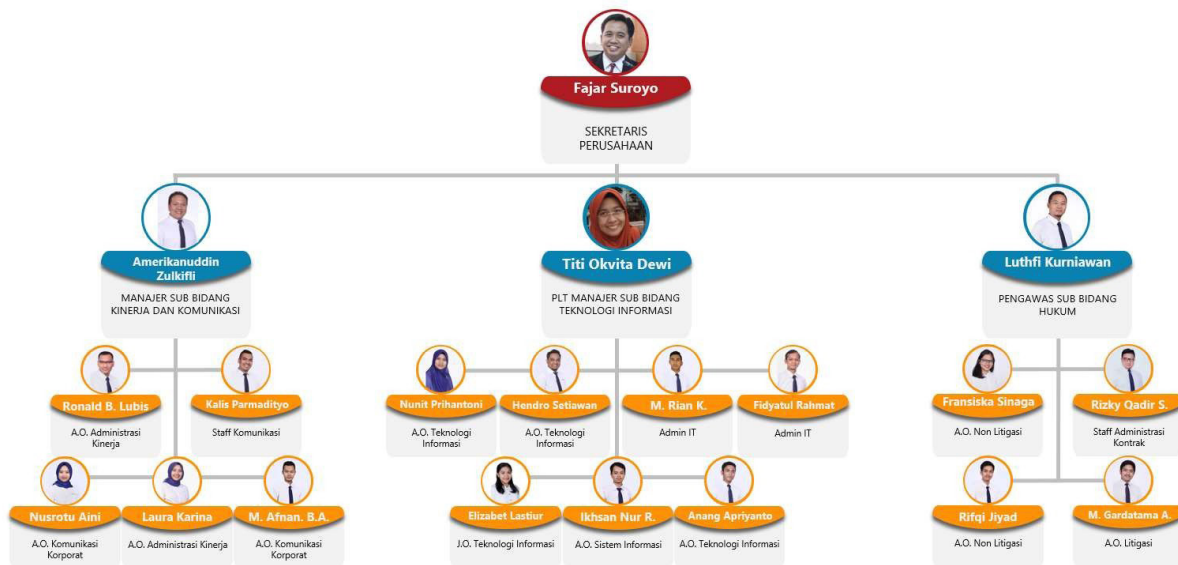 Fajar Suroyo
SEKRETARIS
PERUSAHAAN
Amerikanuddin
Zulkifli
MANAJER SUB BIDANG
KINERJA DAN KOMUNIKASI
Titi Okvita Dewi
PLT MANAJER SUB BIDANG
TEKNOLOGI INFORMASI
Luthfi Kurniawan
PENGAWAS SUB BIDANG
HUKUM
Ronald B. Lubis
A.O. Administrasi
Kinerja
Kalis Parmadityo
Staff Komunikasi
Nusrotu Aini
A.O. Komunikasi
Korporat
Laura Karina
A.O. Administrasi Kinerja
M. Afnan. B.A.
A.O. Komunikasi
Korporat
Nunit Prihantoni
A.O. Teknologi
Informasi
Hendro Setiawan
A.O. Teknologi
Informasi
M. Rian K.
Admin IT
Fidyatul Rahmat
Admin IT
Elizabet Lastiur
J.O. Teknologi Informasi
Ikhsan Nur R.
A.O. Sistem Informasi
Anang Apriyanto
A.O. Teknologi Informasi
Fransiska Sinaga
A.O. Non Litigasi
Rizky Qadir S.
Staff Administrasi
Kontrak
Rifqi Jiyad
A.O. Non Litigasi
M. Gardatama A.
A.O. Litigasi